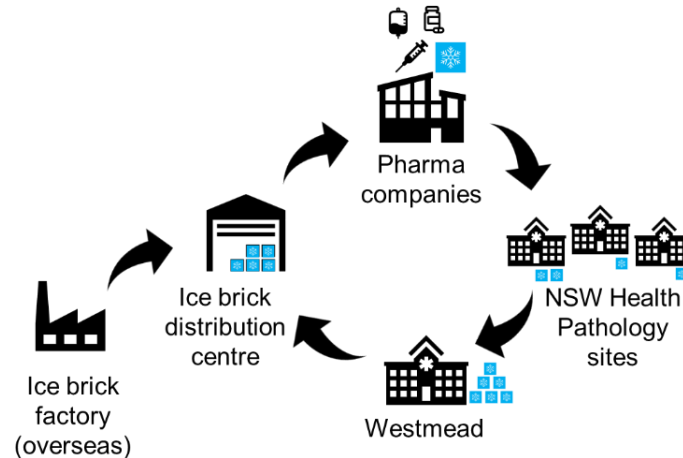 Pharma
companies
Ice brick
distribution
centre
NSW Health
Pathology
sites
Ice brick
factory
(overseas)
Westmead